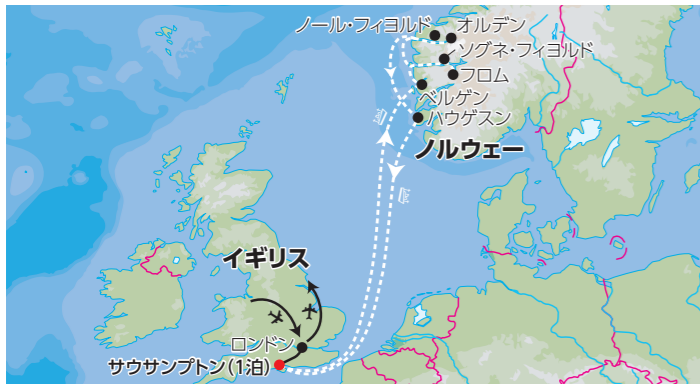 ノール・フィヨルド
オルデン
ソグネ・フィヨルド
フロム
ベルゲン
ハウゲスン
ノルウェー
イギリス
ロンドン
サウサンプトン(1泊)